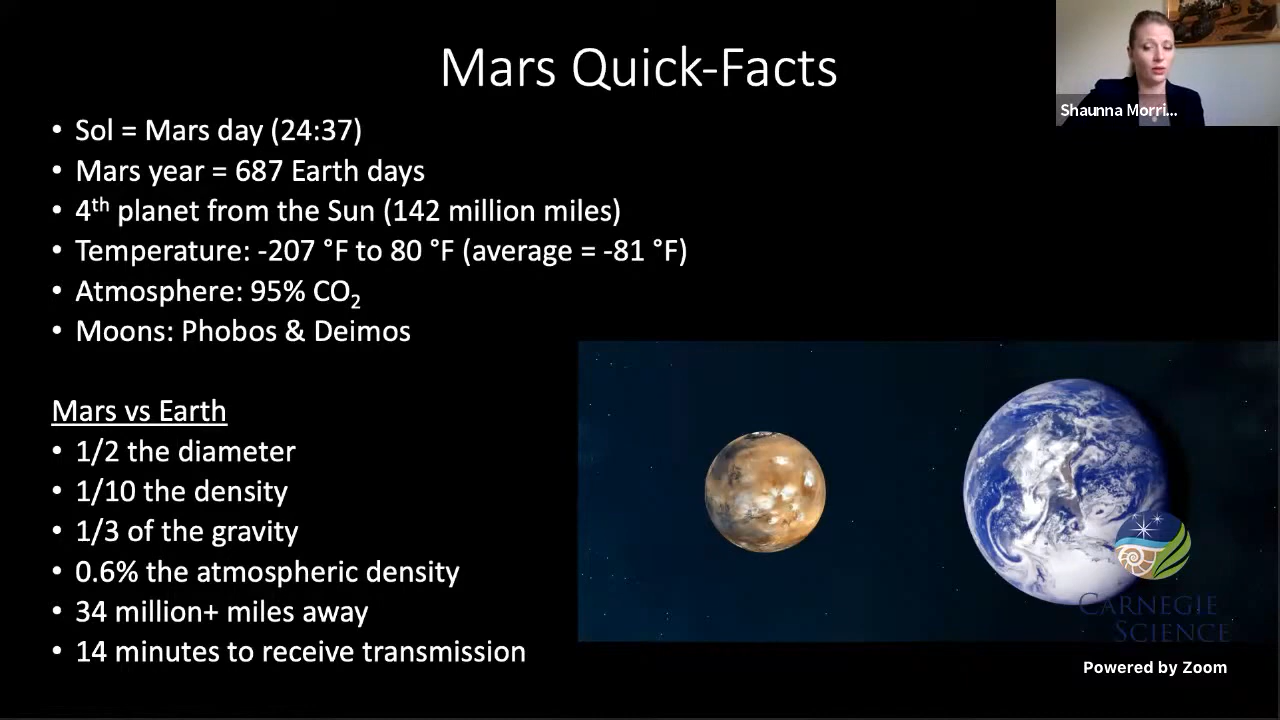 Mars Quick-Facts
Shaunna Morri...
• Sol = Mars day (24:37)
• Mars year = 687 Earth days
• 4th planet from the Sun (142 million miles)
• Temperature: -207 °F to 80 °F (average = -81 °F)
• Atmosphere: 95% CO₂
• Moons: Phobos & Deimos
Mars vs Earth
• 1/2 the diameter
• 1/10 the density
• 1/3 of the gravity
• 0.6% the atmospheric density
• 34 million+ miles away
• 14 minutes to receive transmission
CARNEGIE
SCIENCE
Powered by Zoom